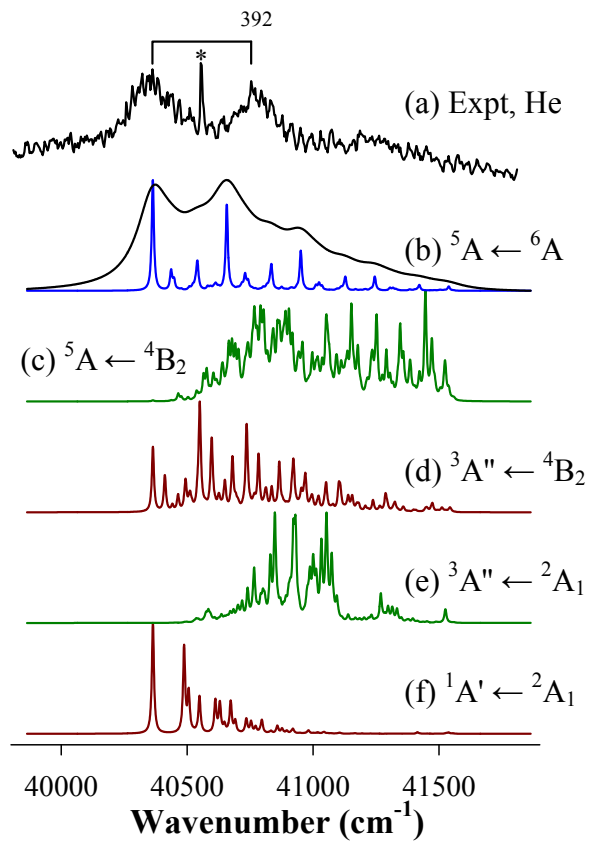 392
*
(a) Expt, He
(b) ⁵A ← ⁶A
(c) ⁵A ← ⁴B₂
(d) ³A" ← ⁴B₂
(e) ³A" ← ²A₁
(f) ¹A' ← ²A₁
40000 40500 41000 41500
Wavenumber (cm⁻¹)